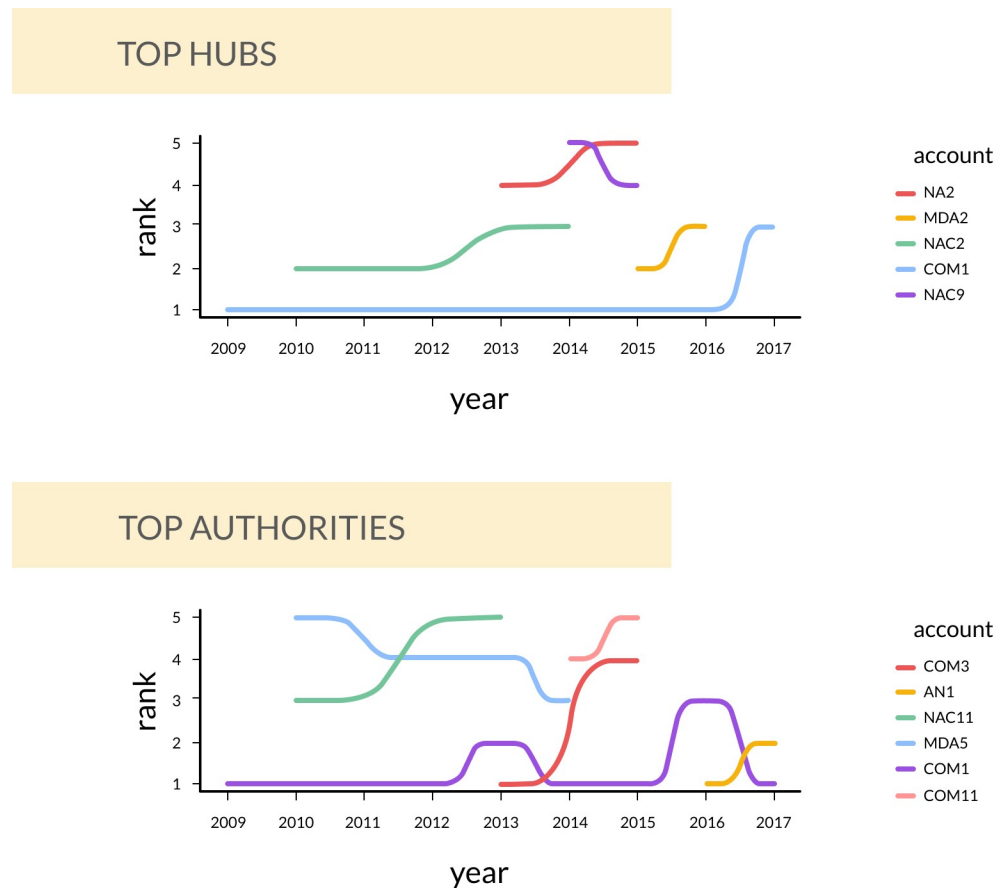 TOP HUBS
rank
5
4
3
2
1
2009 2010 2011 2012 2013 2014 2015 2016 2017
year
account
NA2
MDA2
NAC2
COM1
NAC9
TOP AUTHORITIES
rank
5
4
3
2
1
2009 2010 2011 2012 2013 2014 2015 2016 2017
year
account
COM3
AN1
NAC11
MDA5
COM1
COM11